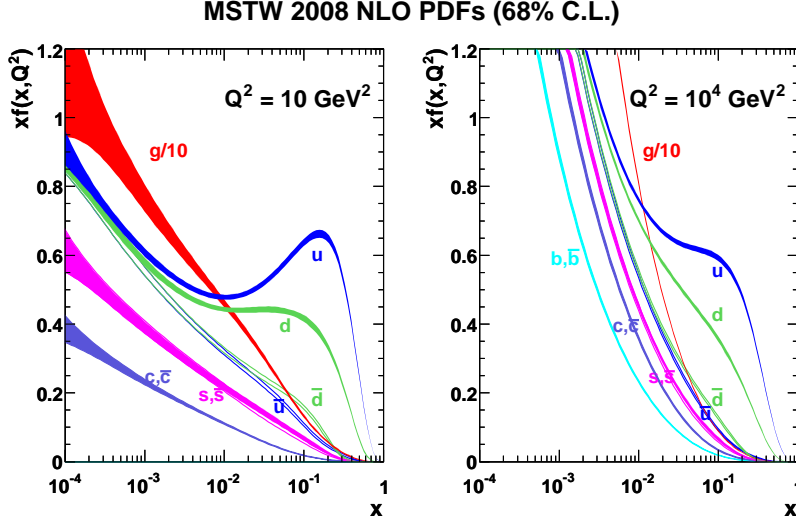 MSTW 2008 NLO PDFs (68% C.L.)
xf(x,Q²)
1.2
1
0.8
0.6
0.4
0.2
0
Q² = 10 GeV²
g/10
u
d
c,c̅
s,s̅
u̅
d̅
10⁻⁴
10⁻³
10⁻²
10⁻¹
1
x
xf(x,Q²)
1.2
1
0.8
0.6
0.4
0.2
0
Q² = 10⁴ GeV²
g/10
b,b̅
u
d
c,c̅
s,s̅
d̅
u̅
10⁻⁴
10⁻³
10⁻²
10⁻¹
1
x